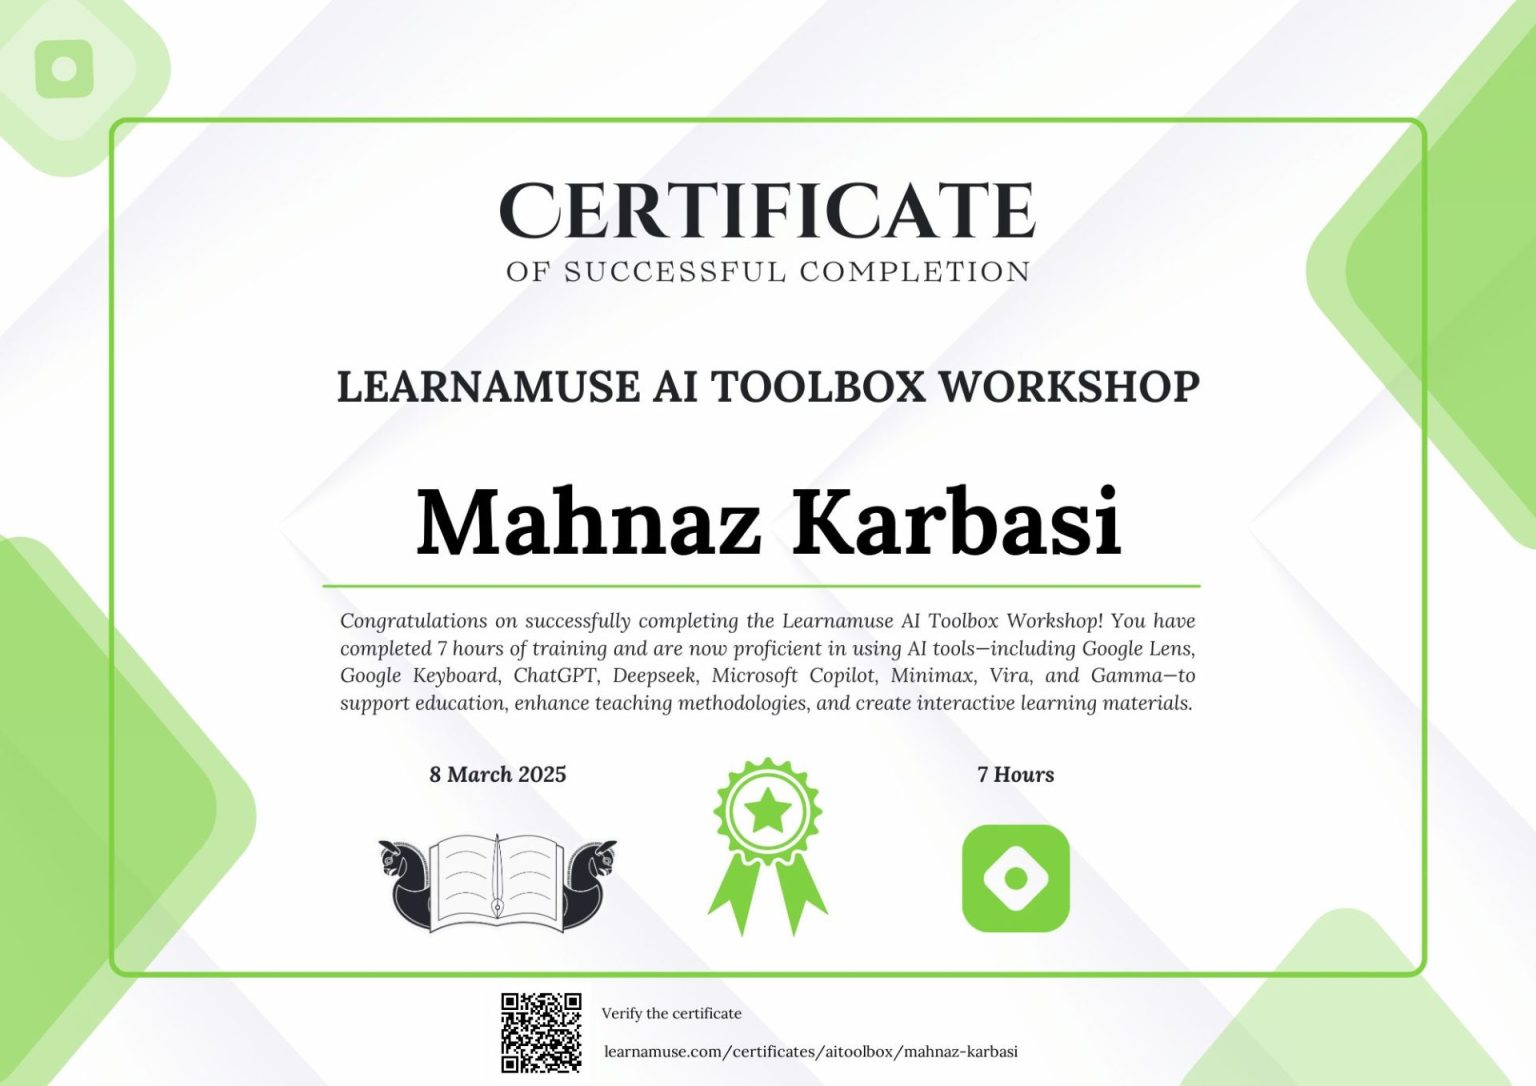 CERTIFICATE
OF SUCCESSFUL COMPLETION
LEARNAMUSE AI TOOLBOX WORKSHOP
Mahnaz Karbasi
Congratulations on successfully completing the Learnamuse AI Toolbox Workshop! You have
completed 7 hours of training and are now proficient in using AI tools—including Google Lens,
Google Keyboard, ChatGPT, Deepseek, Microsoft Copilot, Minimax, Vira, and Gamma—to
support education, enhance teaching methodologies, and create interactive learning materials.
8 March 2025
7 Hours
Verify the certificate
learnamuse.com/certificates/aitoolbox/mahnaz-karbasi